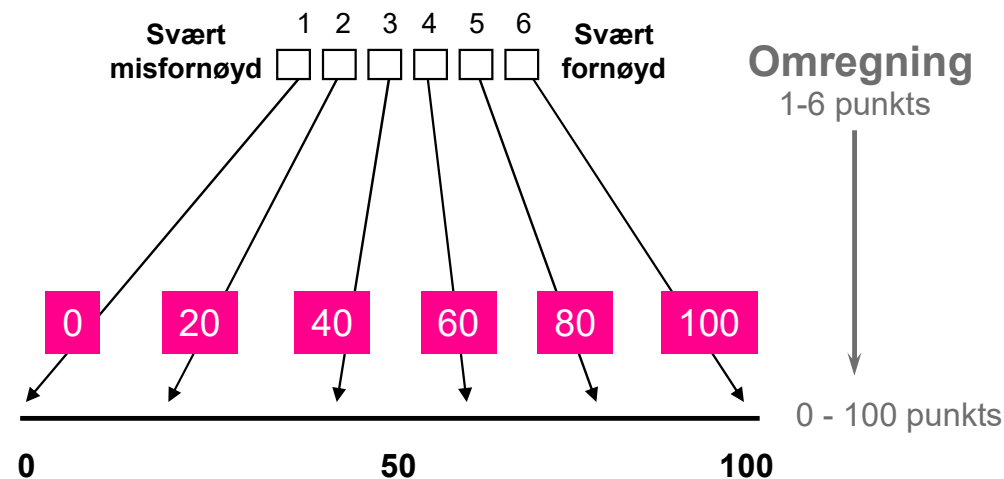 1 2 3 4 5 6
Svært
misfornøyd
Svært
fornøyd
Omregning
1-6 punkts
0 20 40 60 80 100
0 - 100 punkts
0 50 100